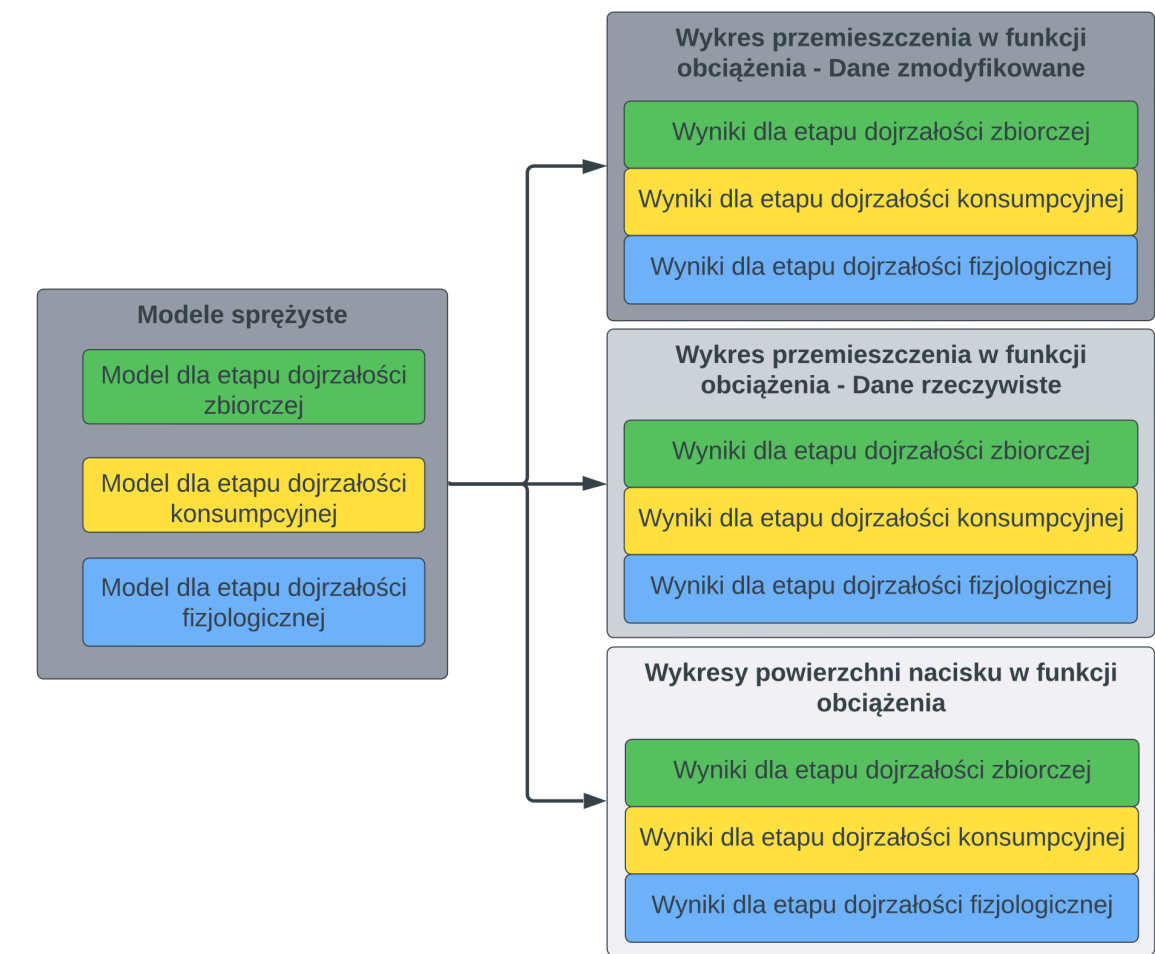 Modele sprężyste
Model dla etapu dojrzałości
zbiorczej
Model dla etapu dojrzałości
konsumpcyjnej
Model dla etapu dojrzałości
fizjologicznej
Wykres przemieszczenia w funkcji
obciążenia - Dane zmodyfikowane
Wyniki dla etapu dojrzałości zbiorczej
Wyniki dla etapu dojrzałości konsumpcyjnej
Wyniki dla etapu dojrzałości fizjologicznej
Wykres przemieszczenia w funkcji
obciążenia - Dane rzeczywiste
Wyniki dla etapu dojrzałości zbiorczej
Wyniki dla etapu dojrzałości konsumpcyjnej
Wyniki dla etapu dojrzałości fizjologicznej
Wykresy powierzchni nacisku w funkcji
obciążenia
Wyniki dla etapu dojrzałości zbiorczej
Wyniki dla etapu dojrzałości konsumpcyjnej
Wyniki dla etapu dojrzałości fizjologicznej